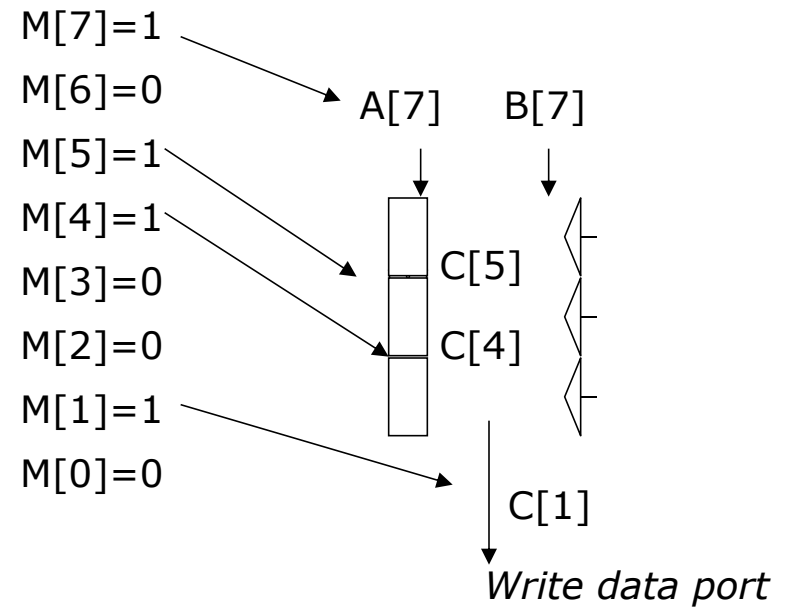 M[7]=1
M[6]=0
M[5]=1
M[4]=1
M[3]=0
M[2]=0
M[1]=1
M[0]=0
A[7] B[7]
C[5]
C[4]
C[1]
Write data port